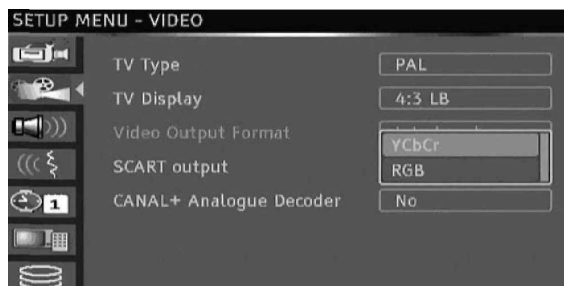 SETUP MENU - VIDEO
TV Type PAL
TV Display 4:3 LB
Video Output Format
YCbCr
SCART output RGB
CANAL+ Analogue Decoder No
1